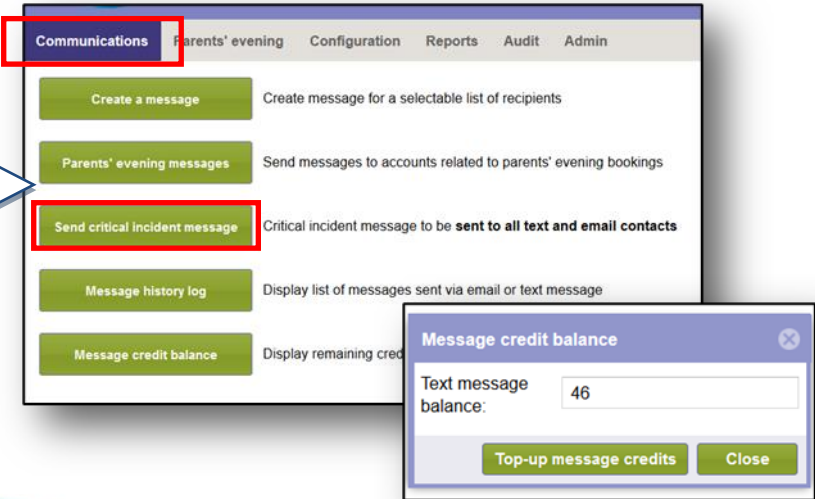 Communications Parents' evening Configuration Reports Audit Admin
Create a message Create message for a selectable list of recipients
Parents' evening messages Send messages to accounts related to parents' evening bookings
Send critical incident message Critical incident message to be sent to all text and email contacts
Message history log Display list of messages sent via email or text message
Message credit balance Display remaining cred
Message credit balance
Text message
balance:
46
Top-up message credits Close